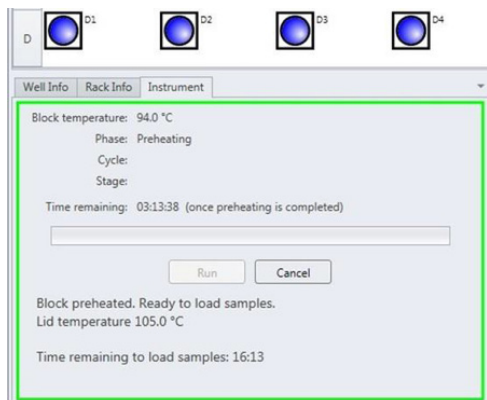 D1 D2 D3 D4
D
Well Info Rack Info Instrument
Block temperature: 94.0 °C
Phase: Preheating
Cycle:
Stage:
Time remaining: 03:13:38 (once preheating is completed)
Run Cancel
Block preheated. Ready to load samples.
Lid temperature 105.0 °C
Time remaining to load samples: 16:13